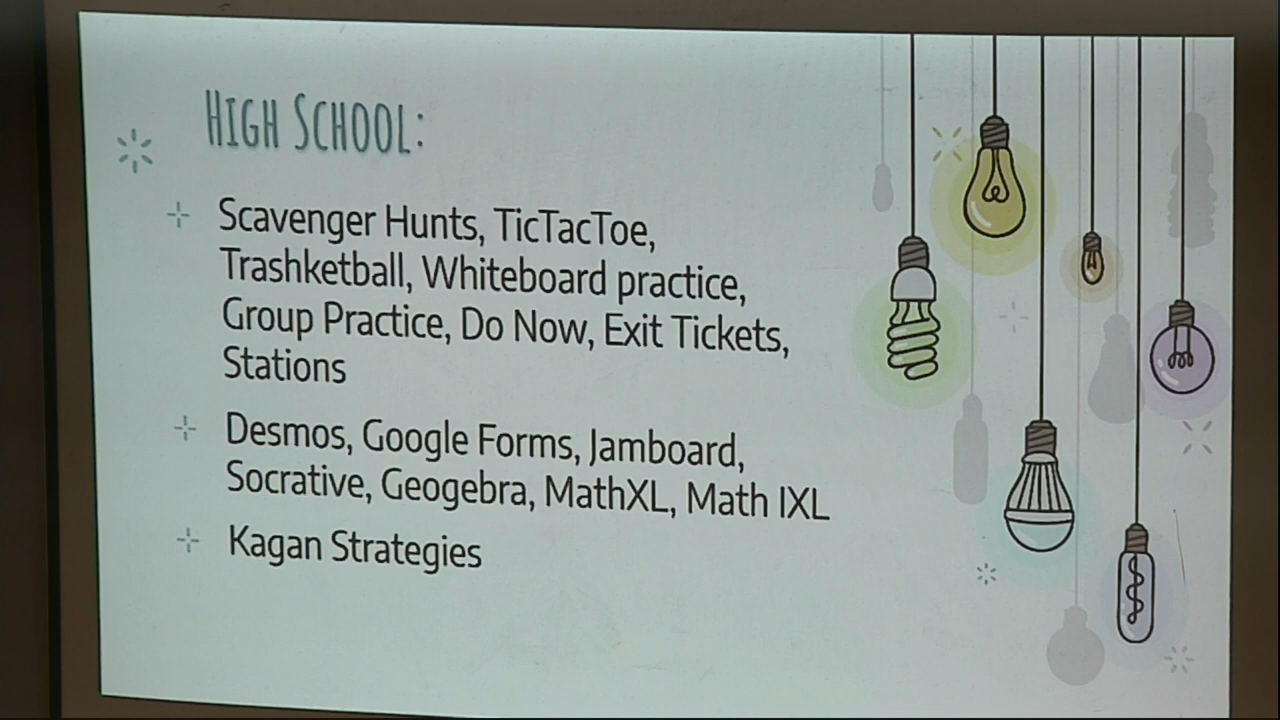 HIGH SCHOOL:
Scavenger Hunts, TicTacToe,
Trashketball, Whiteboard practice,
Group Practice, Do Now, Exit Tickets,
Stations
Desmos, Google Forms, Jamboard,
Socrative, Geogebra, MathXL, Math IXL
Kagan Strategies